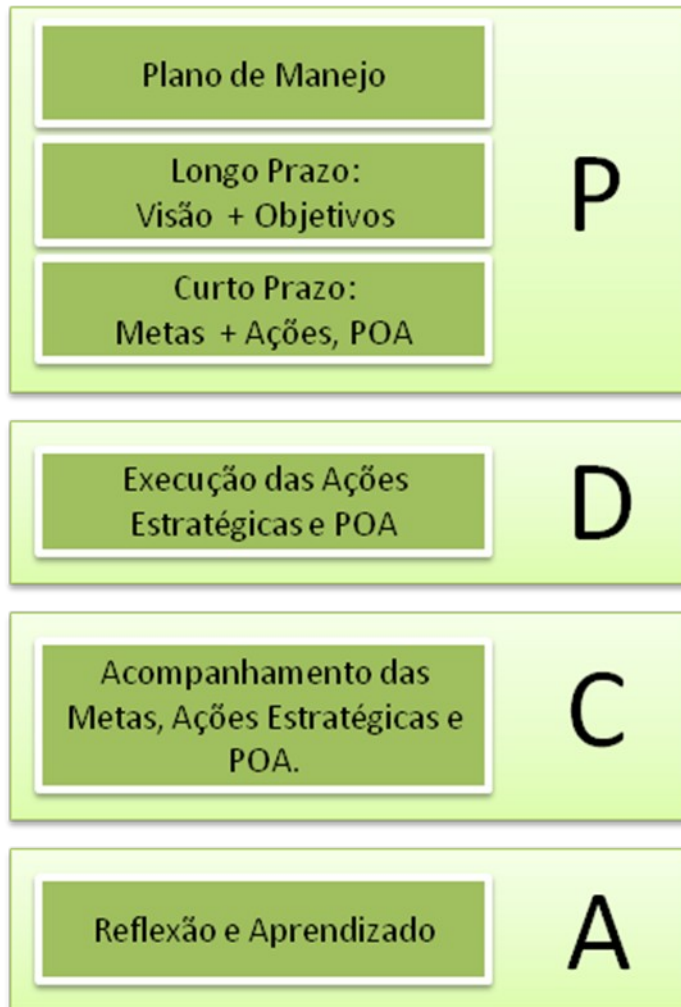 Plano de Manejo
Longo Prazo:
Visão + Objetivos
Curto Prazo:
Metas + Ações, POA
P
Execução das Ações
Estratégicas e POA
D
Acompanhamento das
Metas, Ações Estratégicas e
POA.
C
Reflexão e Aprendizado
A